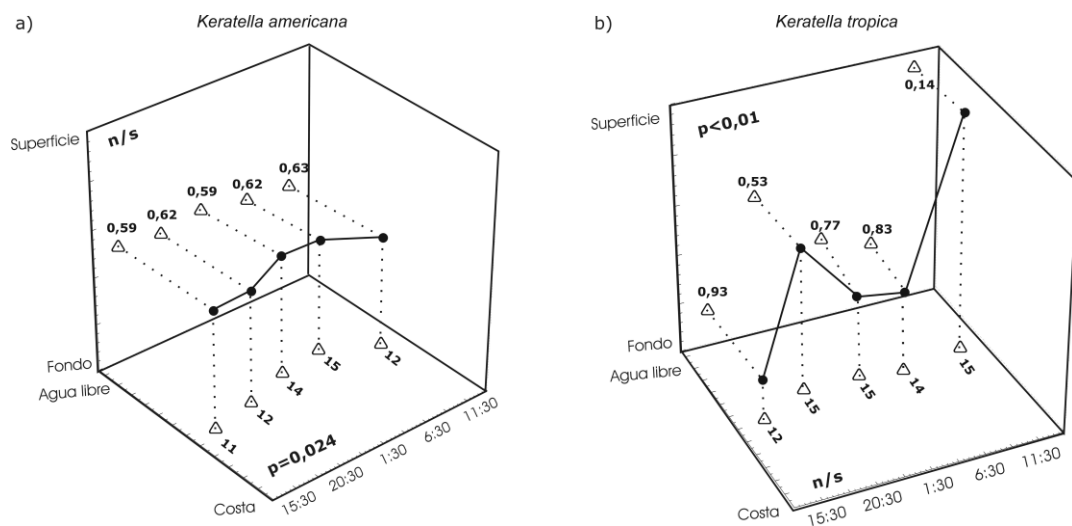 a)
Keratella americana
Superficie
n/s
0,59
0,62
0,59
0,62
0,63
Fondo
Agua libre
11
12
14
15
12
p=0,024
Costa
15:30
20:30
1:30
6:30
11:30
b)
Keratella tropica
Superficie
p<0,01
0,14
0,53
0,77
0,83
0,93
Fondo
Agua libre
12
15
15
14
15
n/s
Costa
15:30
20:30
1:30
6:30
11:30